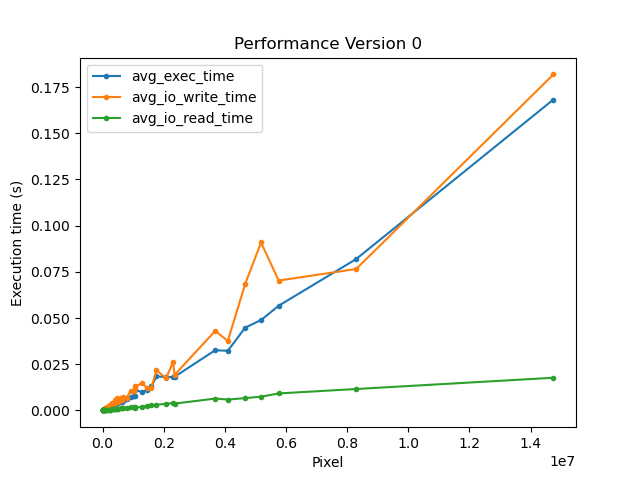 Performance Version 0
avg_exec_time
avg_io_write_time
avg_io_read_time
Execution time (s)
0.175
0.150
0.125
0.100
0.075
0.050
0.025
0.000
0.0 0.2 0.4 0.6 0.8 1.0 1.2 1.4
1e7
Pixel